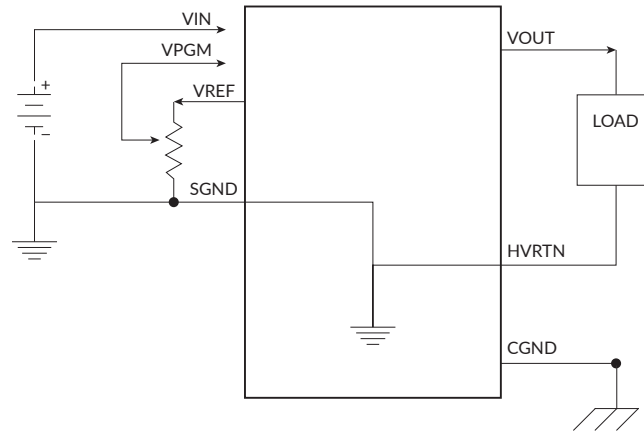 VIN
VPGM
VREF
SGND
VOUT
LOAD
HVRTN
CGND
+
−